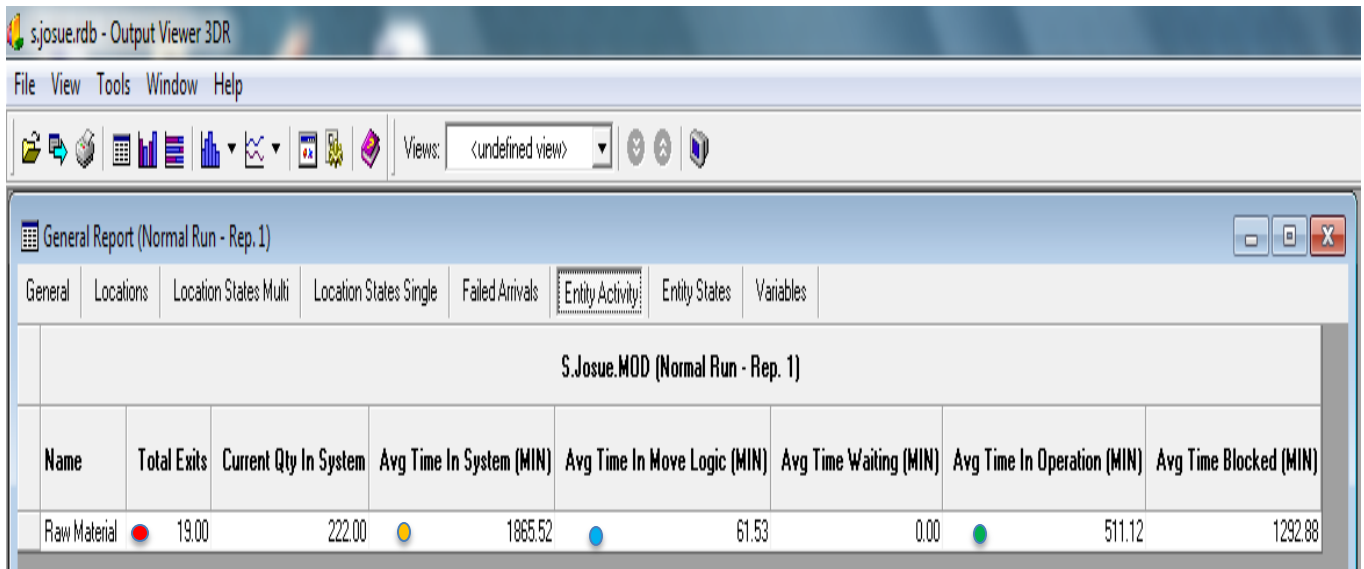 s.josue.rdb - Output Viewer 3DR
File View Tools Window Help
Views: <undefined view>
General Report (Normal Run - Rep. 1)
General Locations Location States Multi Location States Single Failed Arrivals Entity Activity Entity States Variables
S.Josue.MOD (Normal Run - Rep. 1)
Name Total Exits Current Qty In System Avg Time In System (MIN) Avg Time In Move Logic (MIN) Avg Time Waiting (MIN) Avg Time In Operation (MIN) Avg Time Blocked (MIN)
Raw Material 19.00 222.00 1865.52 61.53 0.00 511.12 1292.88